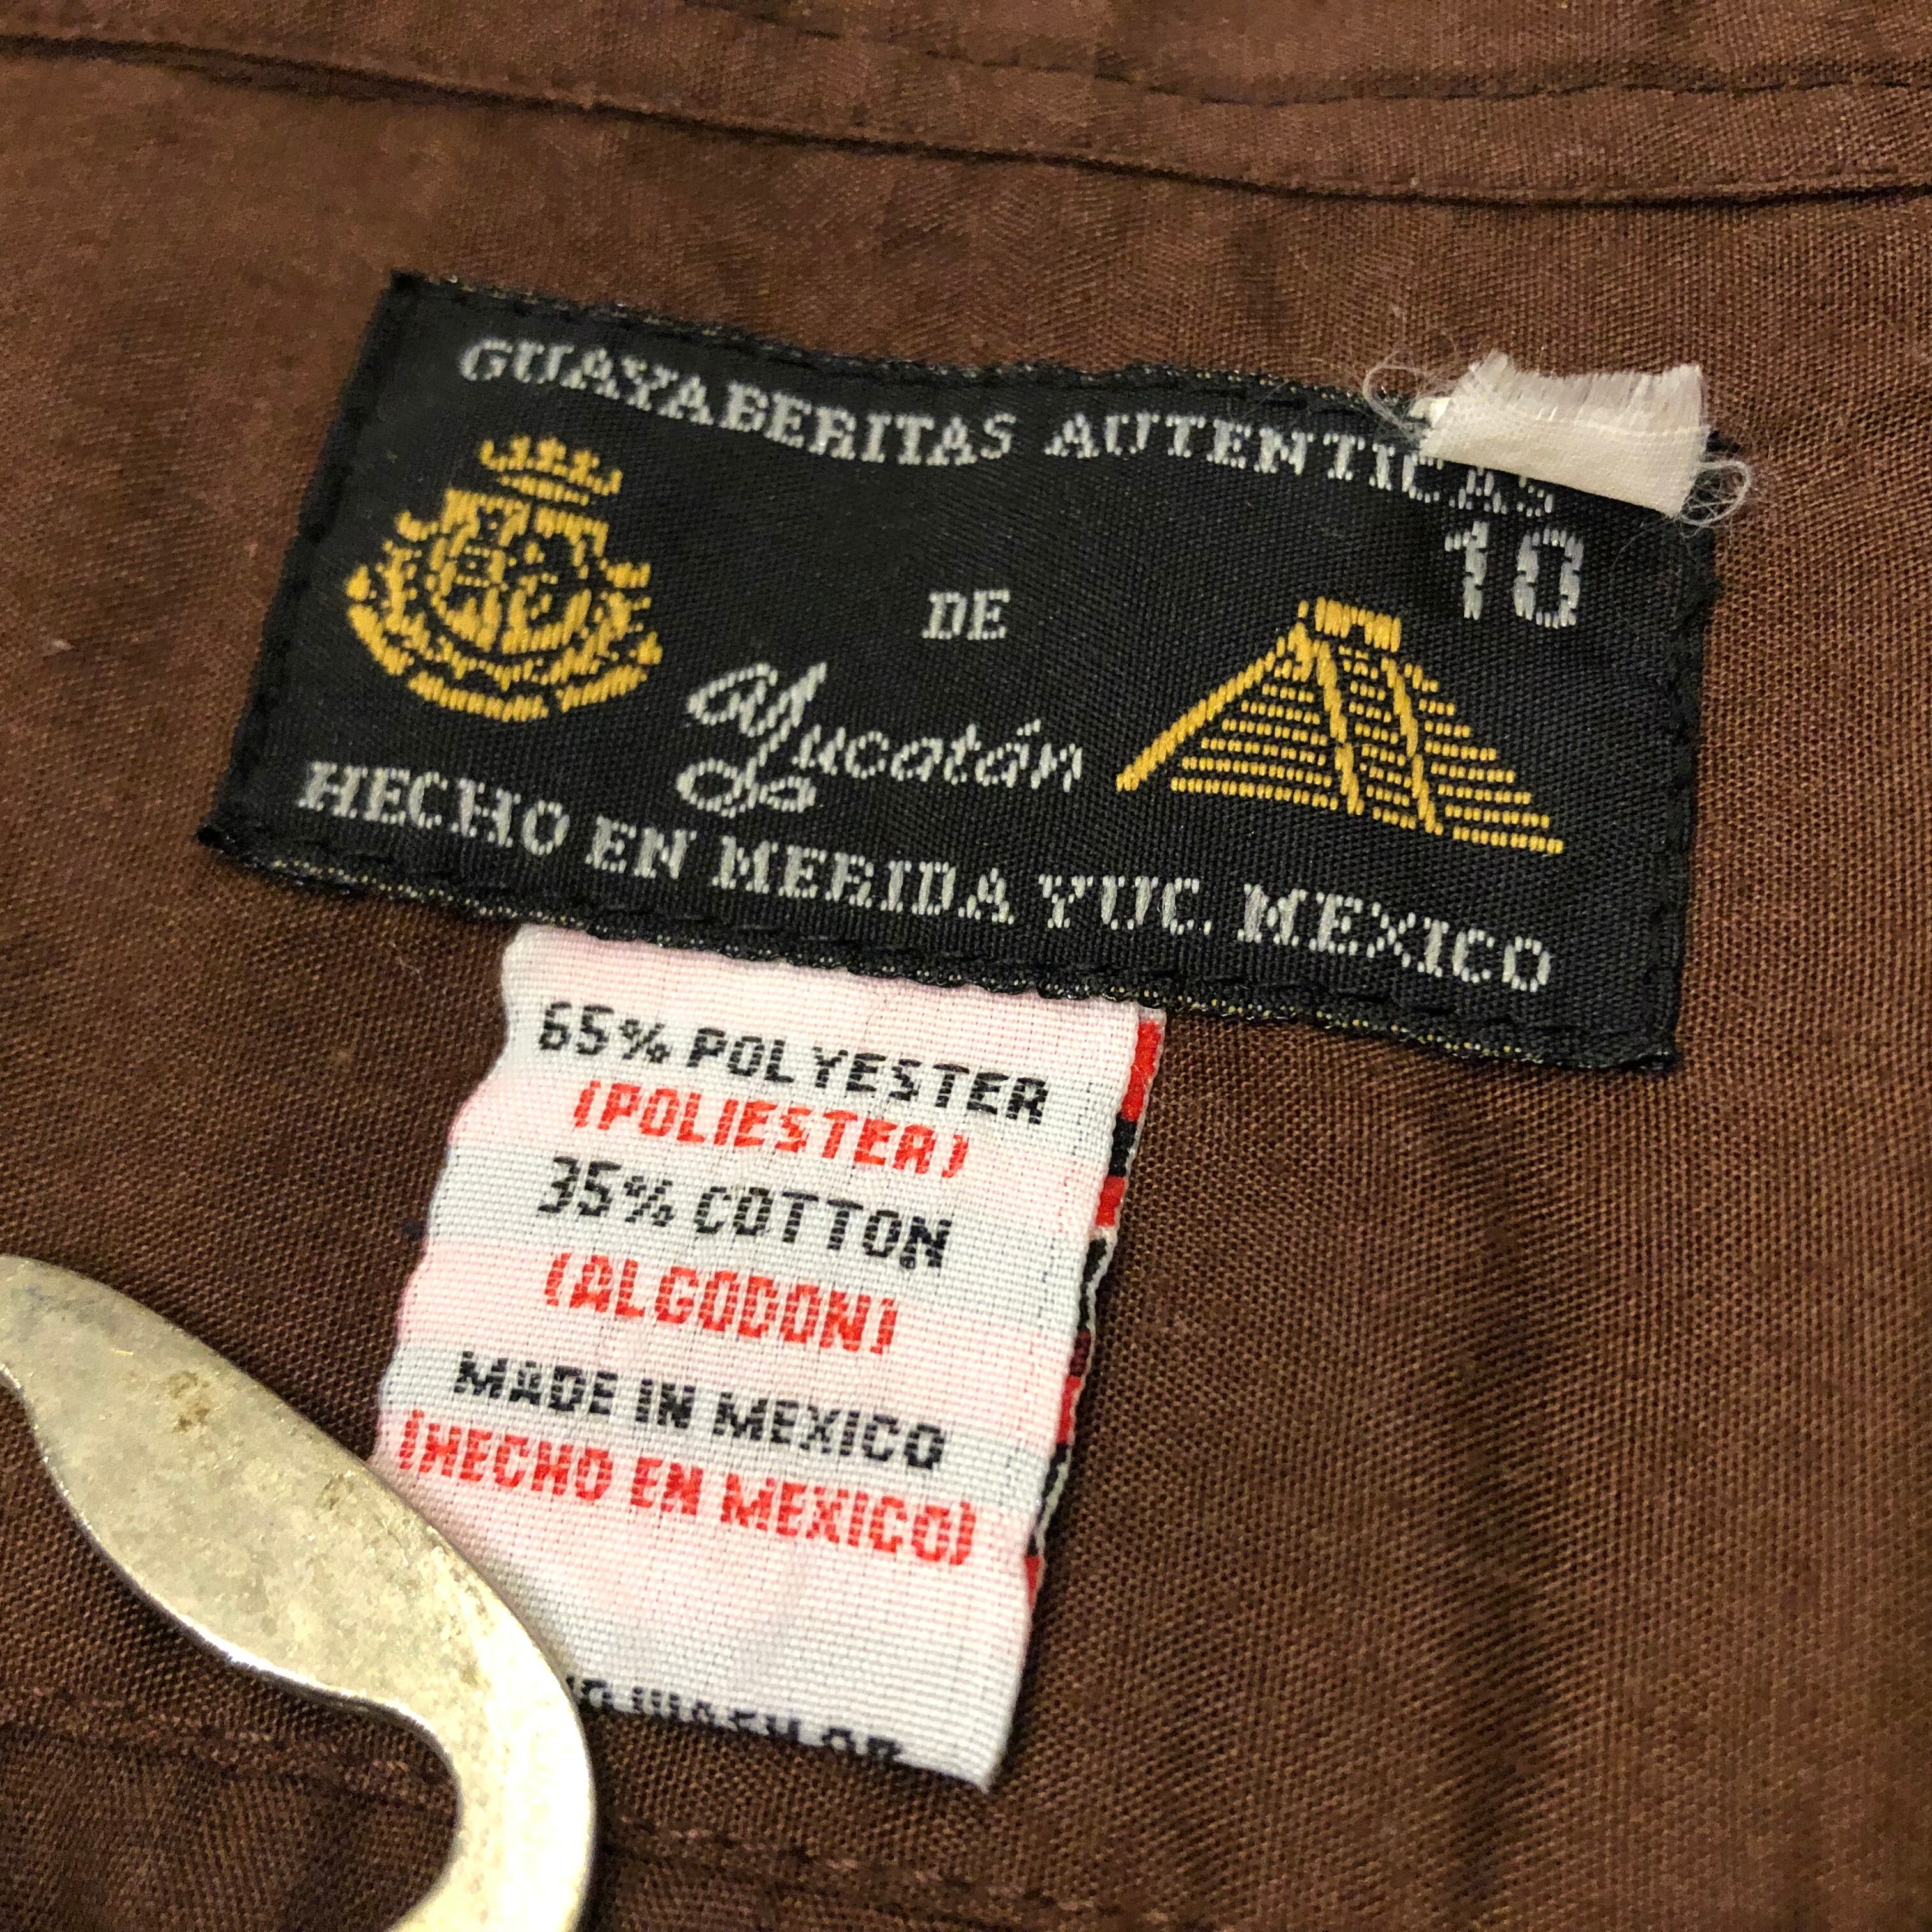 GUAYABERITAS AUTENTICAS
10
DE
Yucatán
HECHO EN MERIDA YUC. MEXICO
65% POLYESTER
(POLIESTER)
35% COTTON
(ALGODON)
MADE IN MEXICO
(HECHO EN MEXICO)